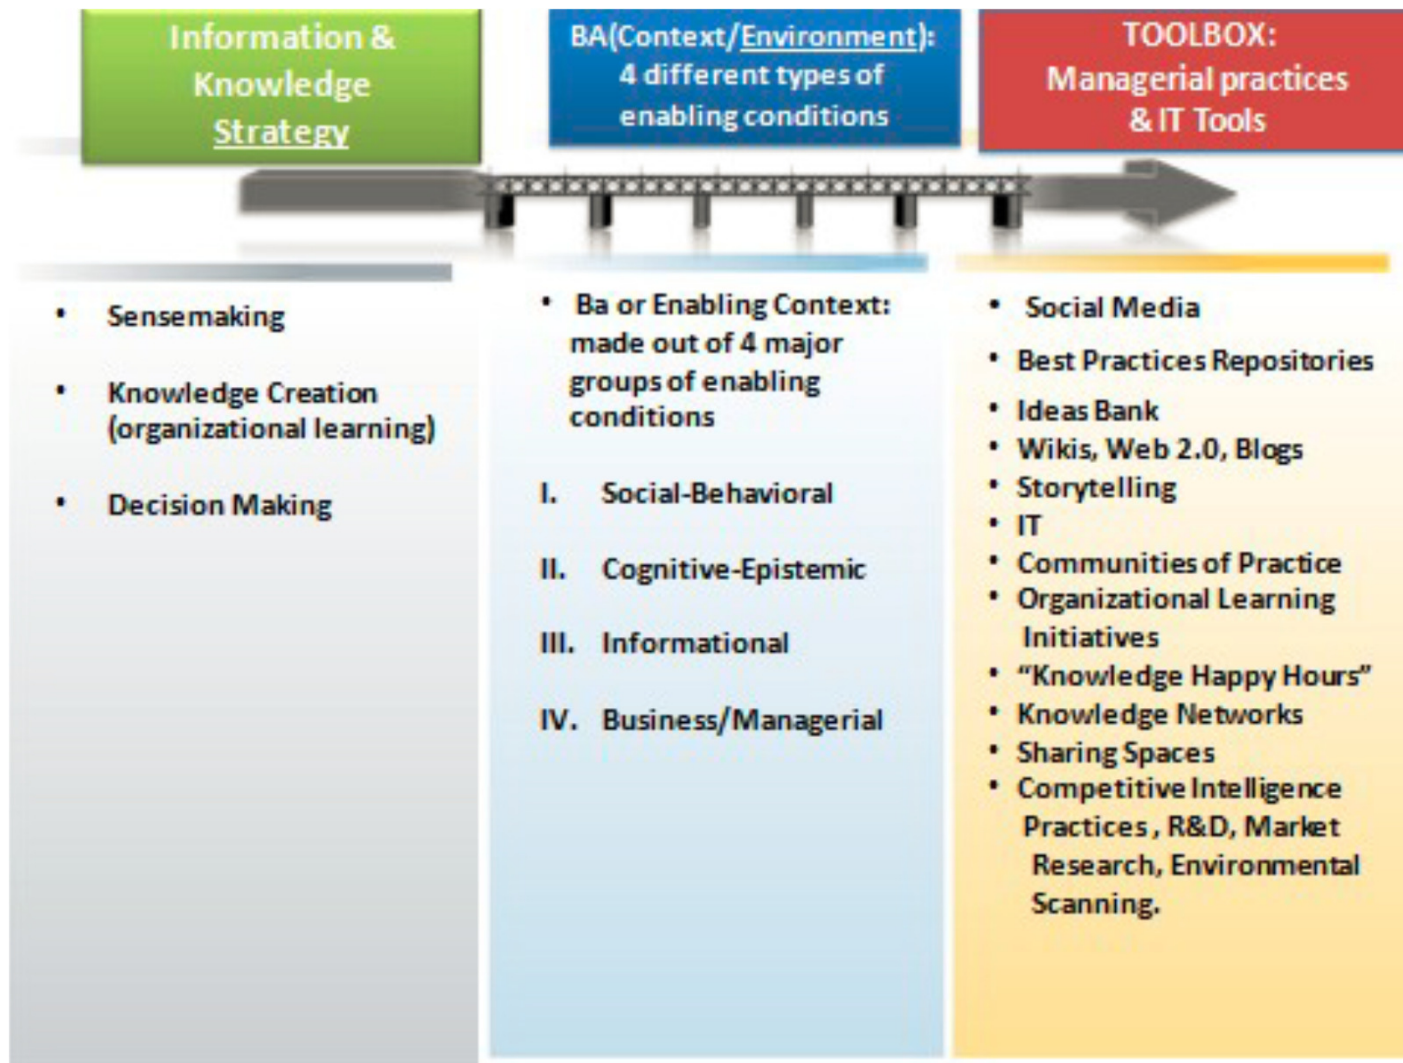 Information &
Knowledge
Strategy
BA(Context/Environment):
4 different types of
enabling conditions
TOOLBOX:
Managerial practices
& IT Tools
• Sensemaking
• Knowledge Creation
(organizational learning)
• Decision Making
• Ba or Enabling Context:
made out of 4 major
groups of enabling
conditions
I. Social-Behavioral
II. Cognitive-Epistemic
III. Informational
IV. Business/Managerial
• Social Media
• Best Practices Repositories
• Ideas Bank
• Wikis, Web 2.0, Blogs
• Storytelling
• IT
• Communities of Practice
• Organizational Learning
Initiatives
• “Knowledge Happy Hours”
• Knowledge Networks
• Sharing Spaces
• Competitive Intelligence
Practices , R&D, Market
Research, Environmental
Scanning.